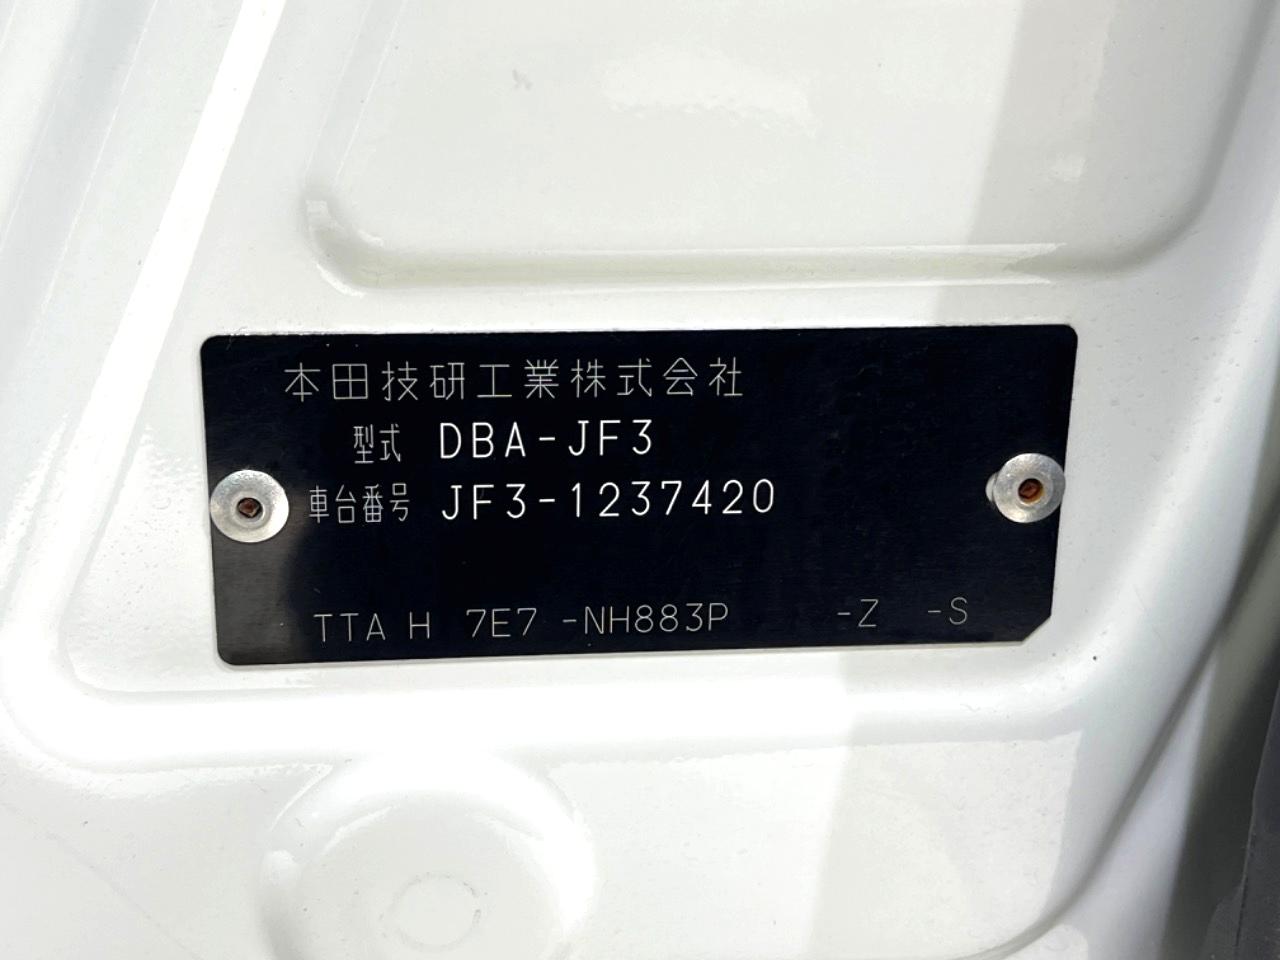 本田技研工業株式会社
型式 DBA-JF3
車台番号 JF3-1237420
TTA H 7E7 -NH883P -Z -S